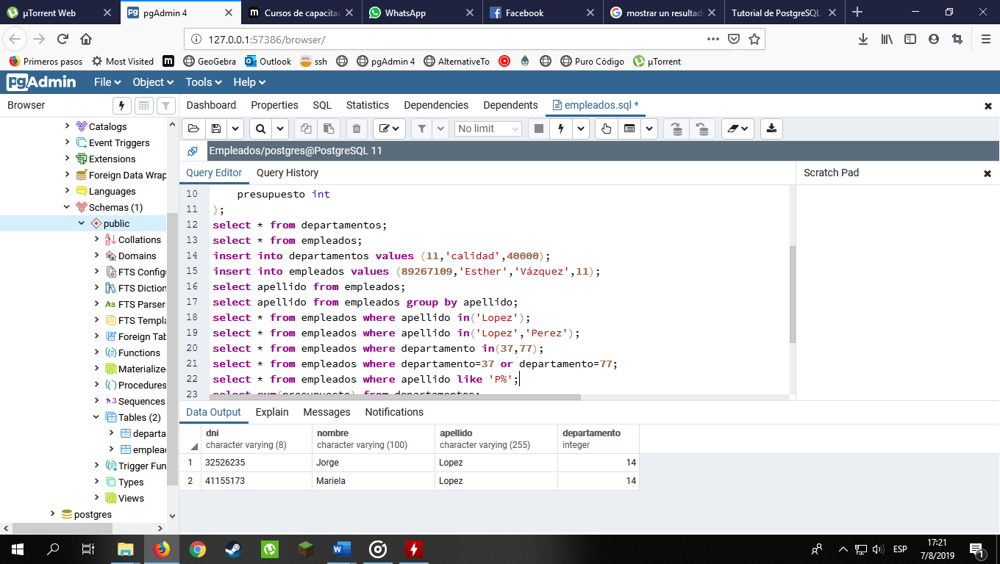 µTorrent Web
pgAdmin 4
Cursos de capacitac
WhatsApp
Facebook
mostrar un resultad
Tutorial de PostgreSQL
127.0.0.1:57386/browser/
Primeros pasos
Most Visited
GeoGebra
Outlook
ssh
pgAdmin 4
AlternativeTo
Puro Código
µTorrent
pgAdmin
File
Object
Tools
Help
Browser
Dashboard
Properties
SQL
Statistics
Dependencies
Dependents
empleados.sql *
Catalogs
Event Triggers
Extensions
Foreign Data Wrap
Languages
Schemas (1)
public
Collations
Domains
FTS Configu
FTS Diction
FTS Parsers
FTS Templa
Foreign Tab
Functions
Materialize
Procedures
Sequences
Tables (2)
departa
emplead
Trigger Fun
Types
Views
postgres
No limit
Empleados/postgres@PostgreSQL 11
Query Editor
Query History
Scratch Pad
10 presupuesto int
11 );
12 select * from departamentos;
13 select * from empleados;
14 insert into departamentos values (11,'calidad',40000);
15 insert into empleados values (89267109,'Esther','Vázquez',11);
16 select apellido from empleados;
17 select apellido from empleados group by apellido;
18 select * from empleados where apellido in('Lopez');
19 select * from empleados where apellido in('Lopez','Perez');
20 select * from empleados where departamento in(37,77);
21 select * from empleados where departamento=37 or departamento=77;
22 select * from empleados where apellido like 'P%';
23 select sum(presupuesto) from departamentos;
Data Output
Explain
Messages
Notifications
dni nombre apellido departamento
character varying (8) character varying (100) character varying (255) integer
1 32526235 Jorge Lopez 14
2 41155173 Mariela Lopez 14
ESP
17:21
7/8/2019
1